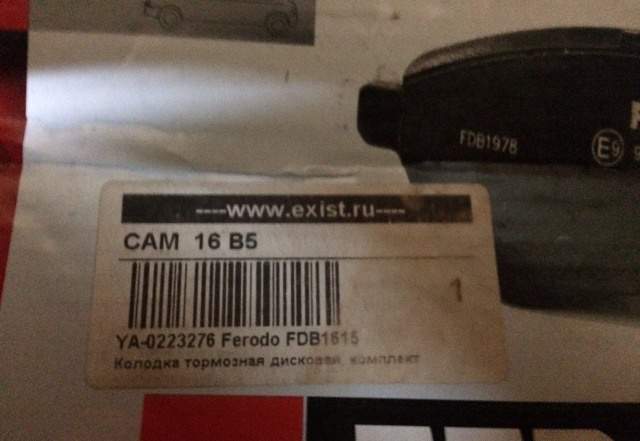 FDB1978
E9
----www.exist.ru----
CAM 16 B5
1
YA-0223276 Ferodo FDB1615
Колодка тормозная дисковая, комплект